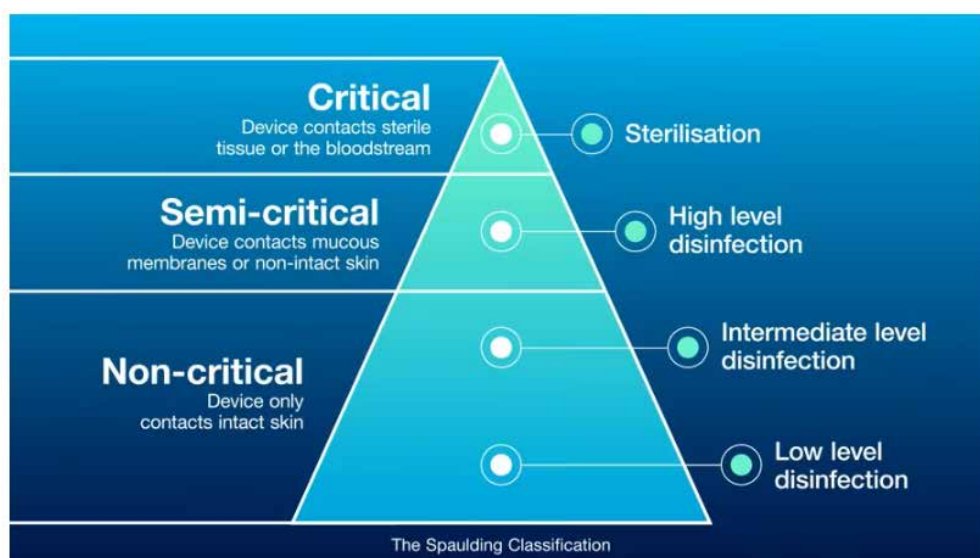 Critical
Device contacts sterile
tissue or the bloodstream
Sterilisation
Semi-critical
Device contacts mucous
membranes or non-intact skin
High level
disinfection
Non-critical
Device only
contacts intact skin
Intermediate level
disinfection
Low level
disinfection
The Spaulding Classification